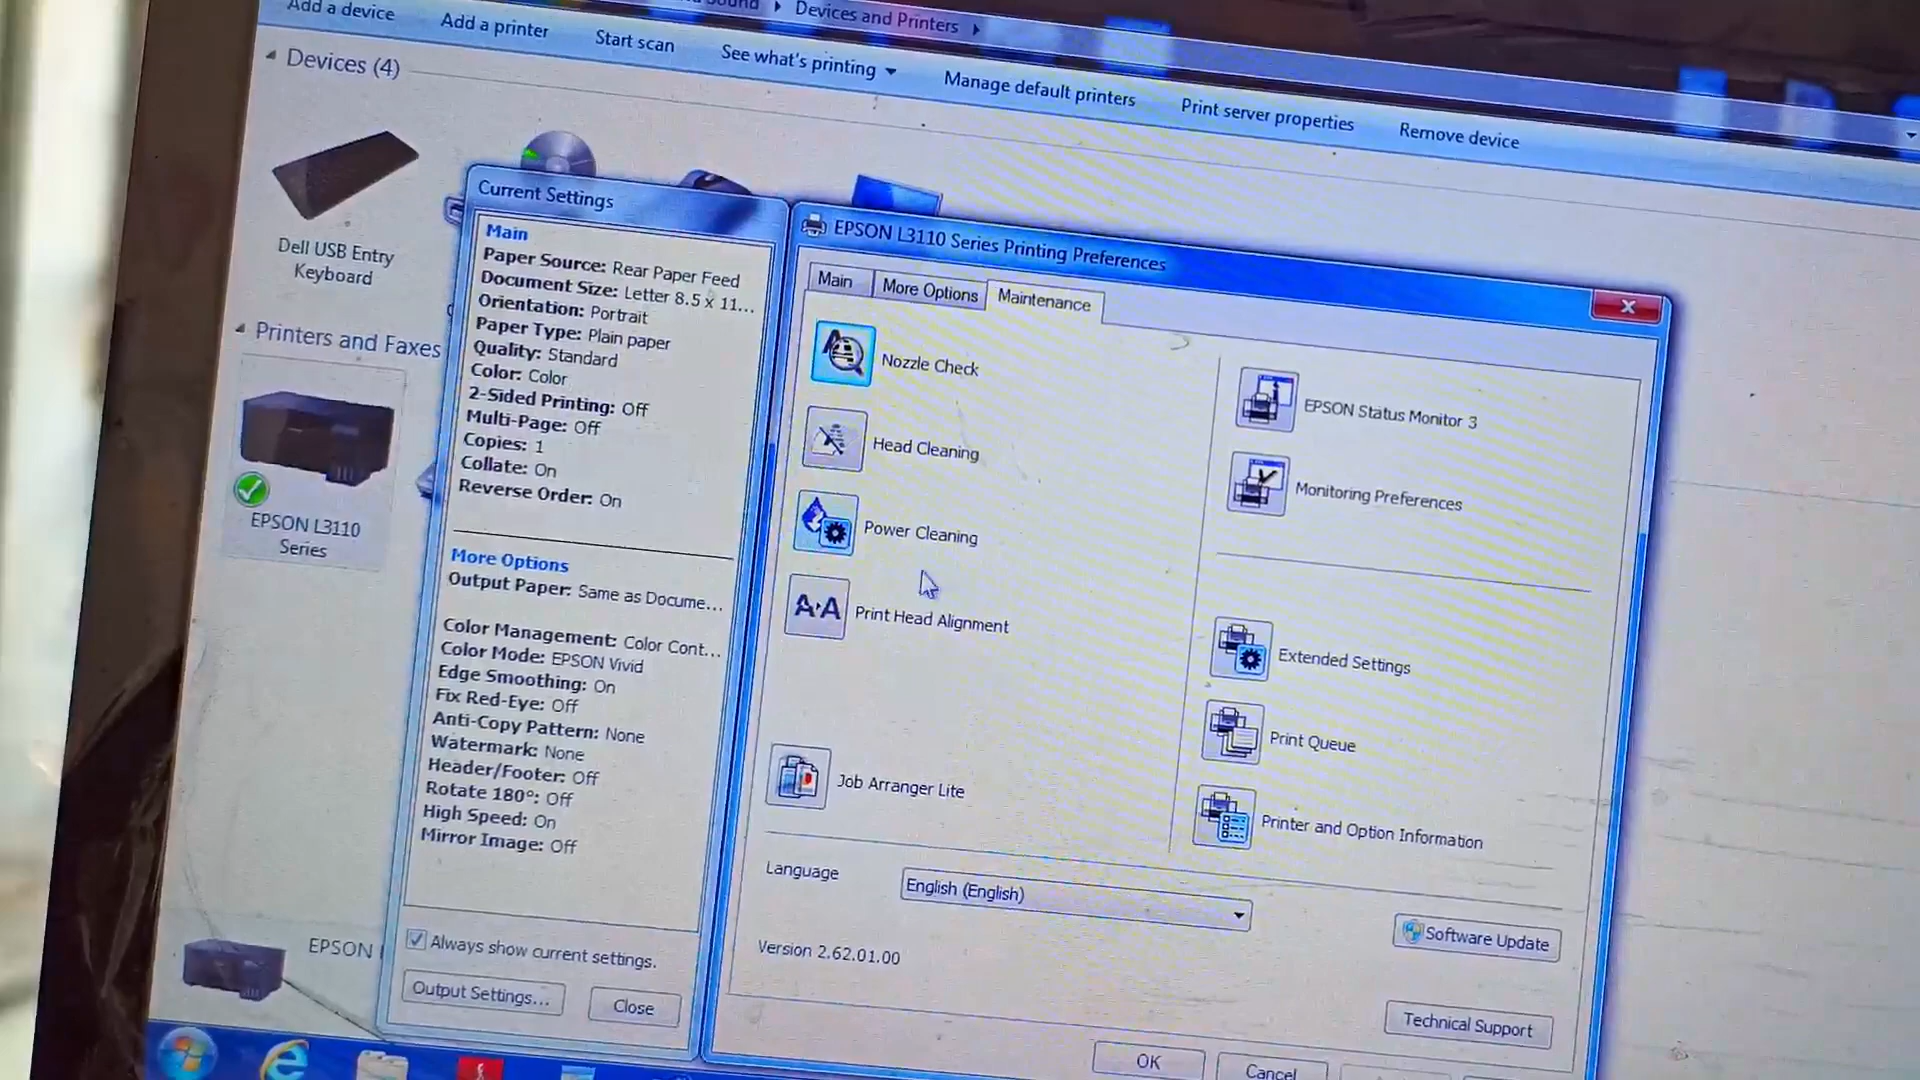 Devices and Printers
Add a device
Add a printer
Start scan
See what's printing
Manage default printers
Print server properties
Remove device
Devices (4)
Dell USB Entry
Keyboard
Printers and Faxes
EPSON L3110
Series
EPSON
Current Settings
Main
Paper Source: Rear Paper Feed
Document Size: Letter 8.5 x 11...
Orientation: Portrait
Paper Type: Plain paper
Quality: Standard
Color: Color
2-Sided Printing: Off
Multi-Page: Off
Copies: 1
Collate: On
Reverse Order: On
More Options
Output Paper: Same as Docume...
Color Management: Color Cont...
Color Mode: EPSON Vivid
Edge Smoothing: On
Fix Red-Eye: Off
Anti-Copy Pattern: None
Watermark: None
Header/Footer: Off
Rotate 180°: Off
High Speed: On
Mirror Image: Off
Always show current settings.
Output Settings...
Close
EPSON L3110 Series Printing Preferences
Main
More Options
Maintenance
Nozzle Check
Head Cleaning
Power Cleaning
Print Head Alignment
Job Arranger Lite
EPSON Status Monitor 3
Monitoring Preferences
Extended Settings
Print Queue
Printer and Option Information
Language
English (English)
Version 2.62.01.00
Software Update
Technical Support
OK
Cancel